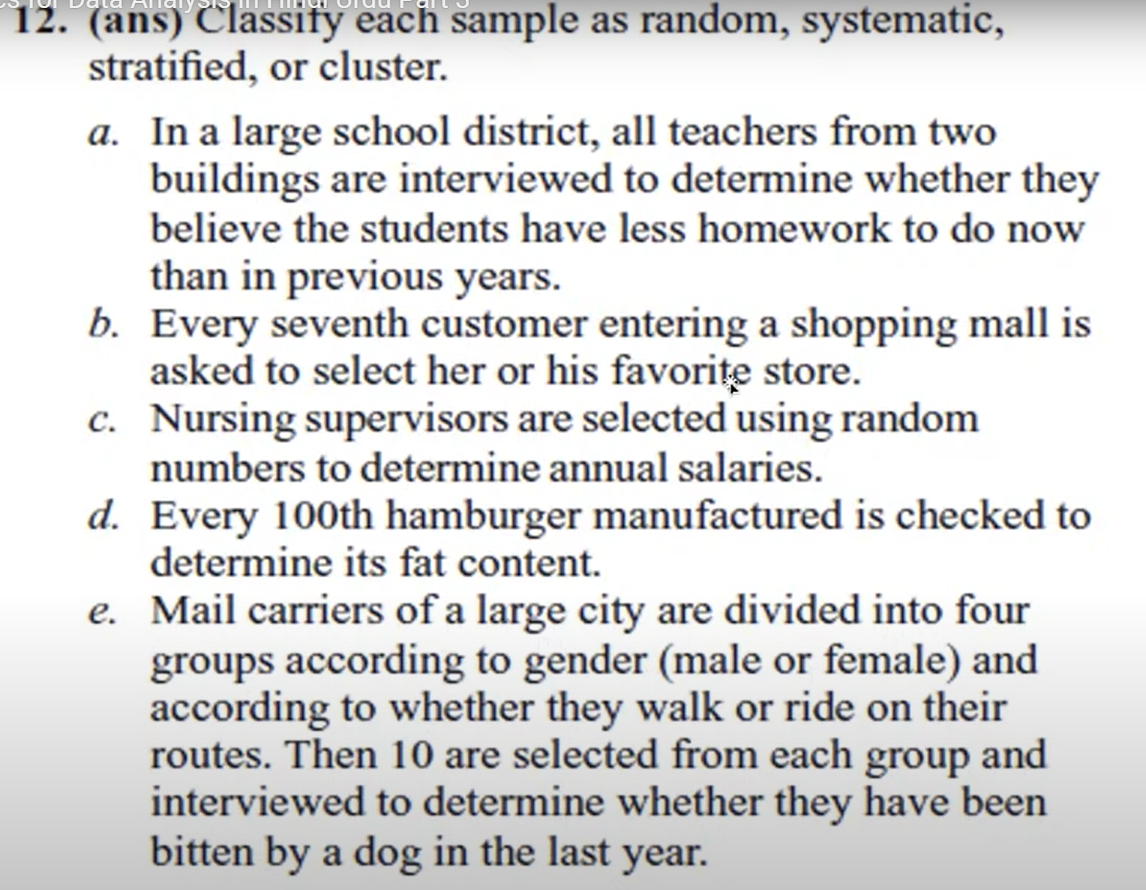 s for Data Analysis in Hindi Urdu Part 5
12. (ans) Classify each sample as random, systematic,
stratified, or cluster.
a. In a large school district, all teachers from two
buildings are interviewed to determine whether they
believe the students have less homework to do now
than in previous years.
b. Every seventh customer entering a shopping mall is
asked to select her or his favorite store.
c. Nursing supervisors are selected using random
numbers to determine annual salaries.
d. Every 100th hamburger manufactured is checked to
determine its fat content.
e. Mail carriers of a large city are divided into four
groups according to gender (male or female) and
according to whether they walk or ride on their
routes. Then 10 are selected from each group and
interviewed to determine whether they have been
bitten by a dog in the last year.